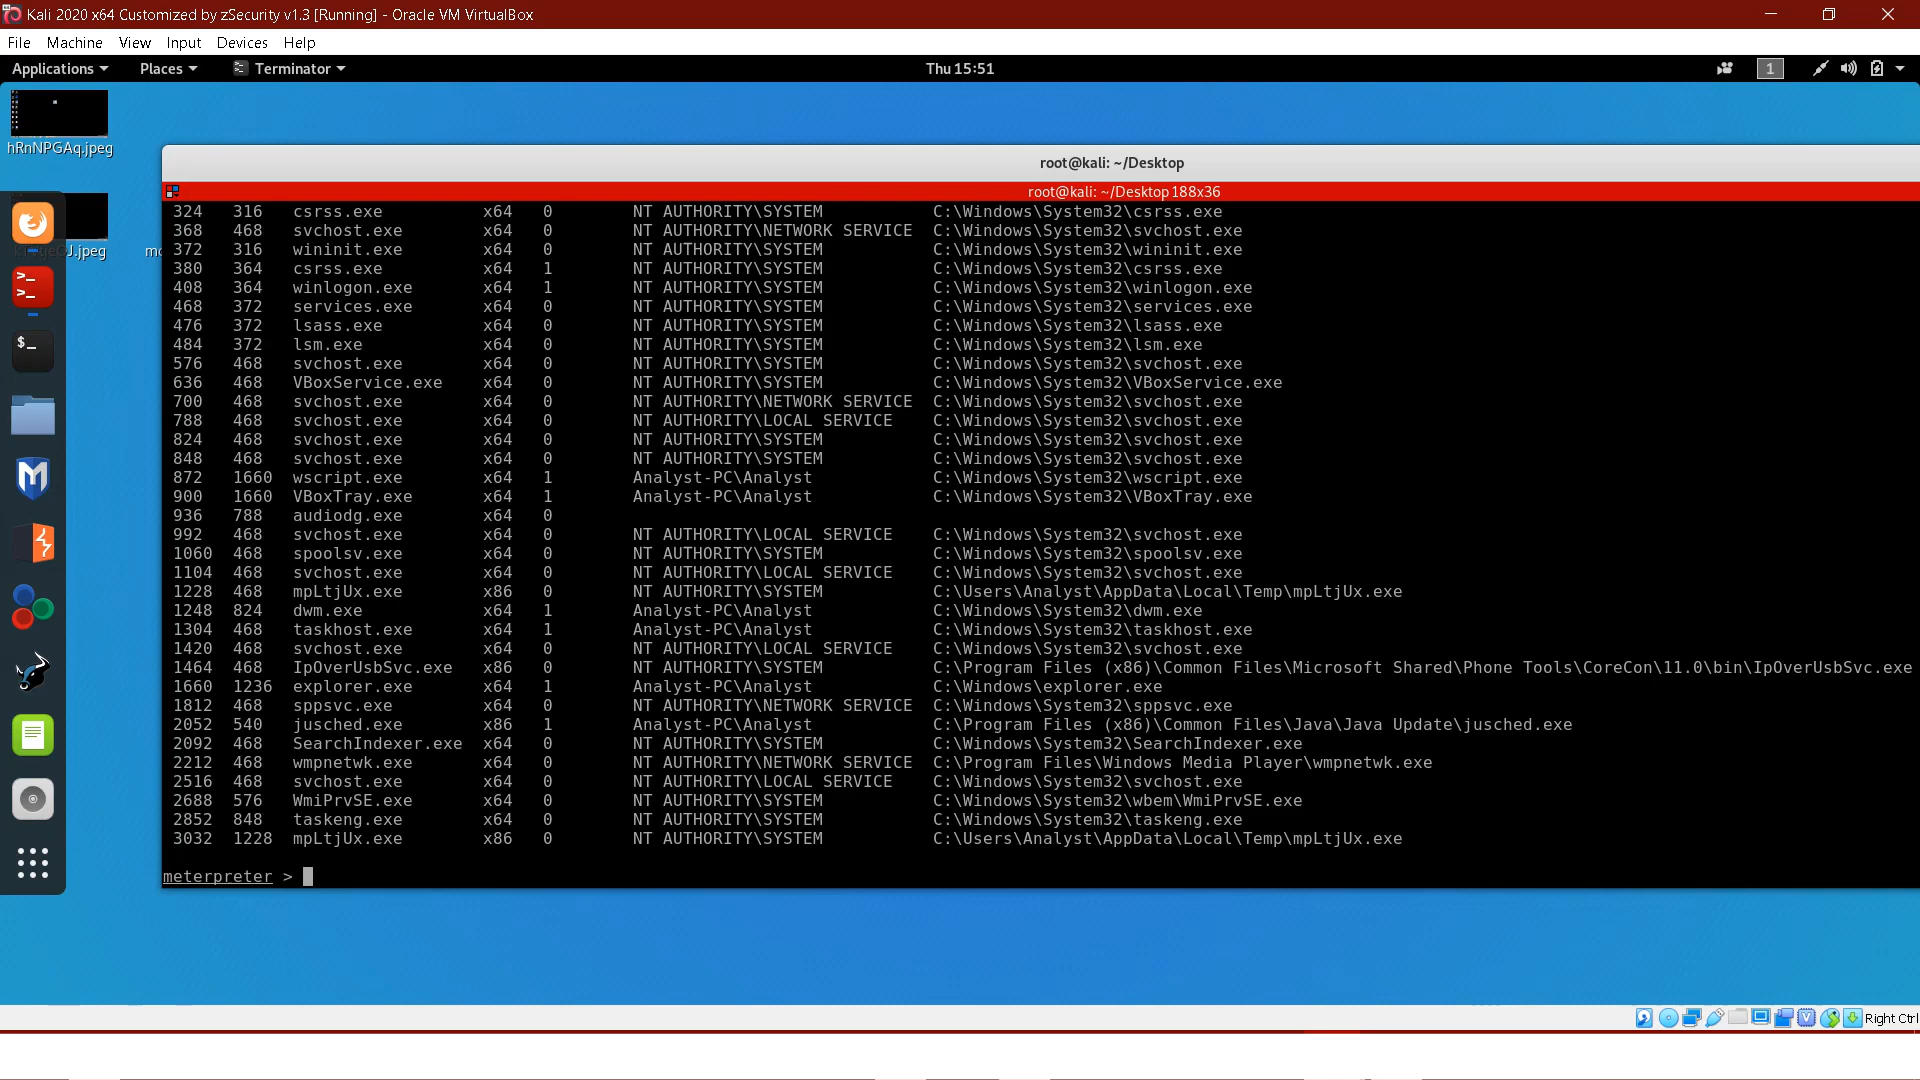 Kali 2020 x64 Customized by zSecurity v1.3 [Running] - Oracle VM VirtualBox
File Machine View Input Devices Help
Applications Places Terminator Thu 15:51 1
hRnNPGAq.jpeg
root@kali: ~/Desktop
root@kali: ~/Desktop 188x36
324 316 csrss.exe x64 0 NT AUTHORITY\SYSTEM C:\Windows\System32\csrss.exe
368 468 svchost.exe x64 0 NT AUTHORITY\NETWORK SERVICE C:\Windows\System32\svchost.exe
372 316 wininit.exe x64 0 NT AUTHORITY\SYSTEM C:\Windows\System32\wininit.exe
380 364 csrss.exe x64 1 NT AUTHORITY\SYSTEM C:\Windows\System32\csrss.exe
408 364 winlogon.exe x64 1 NT AUTHORITY\SYSTEM C:\Windows\System32\winlogon.exe
468 372 services.exe x64 0 NT AUTHORITY\SYSTEM C:\Windows\System32\services.exe
476 372 lsass.exe x64 0 NT AUTHORITY\SYSTEM C:\Windows\System32\lsass.exe
484 372 lsm.exe x64 0 NT AUTHORITY\SYSTEM C:\Windows\System32\lsm.exe
576 468 svchost.exe x64 0 NT AUTHORITY\SYSTEM C:\Windows\System32\svchost.exe
636 468 VBoxService.exe x64 0 NT AUTHORITY\SYSTEM C:\Windows\System32\VBoxService.exe
700 468 svchost.exe x64 0 NT AUTHORITY\NETWORK SERVICE C:\Windows\System32\svchost.exe
788 468 svchost.exe x64 0 NT AUTHORITY\LOCAL SERVICE C:\Windows\System32\svchost.exe
824 468 svchost.exe x64 0 NT AUTHORITY\SYSTEM C:\Windows\System32\svchost.exe
848 468 svchost.exe x64 0 NT AUTHORITY\SYSTEM C:\Windows\System32\svchost.exe
872 1660 wscript.exe x64 1 Analyst-PC\Analyst C:\Windows\System32\wscript.exe
900 1660 VBoxTray.exe x64 1 Analyst-PC\Analyst C:\Windows\System32\VBoxTray.exe
936 788 audiodg.exe x64 0
992 468 svchost.exe x64 0 NT AUTHORITY\LOCAL SERVICE C:\Windows\System32\svchost.exe
1060 468 spoolsv.exe x64 0 NT AUTHORITY\SYSTEM C:\Windows\System32\spoolsv.exe
1104 468 svchost.exe x64 0 NT AUTHORITY\LOCAL SERVICE C:\Windows\System32\svchost.exe
1228 468 mpLtjUx.exe x86 0 NT AUTHORITY\SYSTEM C:\Users\Analyst\AppData\Local\Temp\mpLtjUx.exe
1248 824 dwm.exe x64 1 Analyst-PC\Analyst C:\Windows\System32\dwm.exe
1304 468 taskhost.exe x64 1 Analyst-PC\Analyst C:\Windows\System32\taskhost.exe
1420 468 svchost.exe x64 0 NT AUTHORITY\LOCAL SERVICE C:\Windows\System32\svchost.exe
1464 468 IpOverUsbSvc.exe x86 0 NT AUTHORITY\SYSTEM C:\Program Files (x86)\Common Files\Microsoft Shared\Phone Tools\CoreCon\11.0\bin\IpOverUsbSvc.exe
1660 1236 explorer.exe x64 1 Analyst-PC\Analyst C:\Windows\explorer.exe
1812 468 sppsvc.exe x64 0 NT AUTHORITY\NETWORK SERVICE C:\Windows\System32\sppsvc.exe
2052 540 jusched.exe x86 1 Analyst-PC\Analyst C:\Program Files (x86)\Common Files\Java\Java Update\jusched.exe
2092 468 SearchIndexer.exe x64 0 NT AUTHORITY\SYSTEM C:\Windows\System32\SearchIndexer.exe
2212 468 wmpnetwk.exe x64 0 NT AUTHORITY\NETWORK SERVICE C:\Program Files\Windows Media Player\wmpnetwk.exe
2516 468 svchost.exe x64 0 NT AUTHORITY\LOCAL SERVICE C:\Windows\System32\svchost.exe
2688 576 WmiPrvSE.exe x64 0 NT AUTHORITY\SYSTEM C:\Windows\System32\wbem\WmiPrvSE.exe
2852 848 taskeng.exe x64 0 NT AUTHORITY\SYSTEM C:\Windows\System32\taskeng.exe
3032 1228 mpLtjUx.exe x86 0 NT AUTHORITY\SYSTEM C:\Users\Analyst\AppData\Local\Temp\mpLtjUx.exe
meterpreter >
Right Ctrl